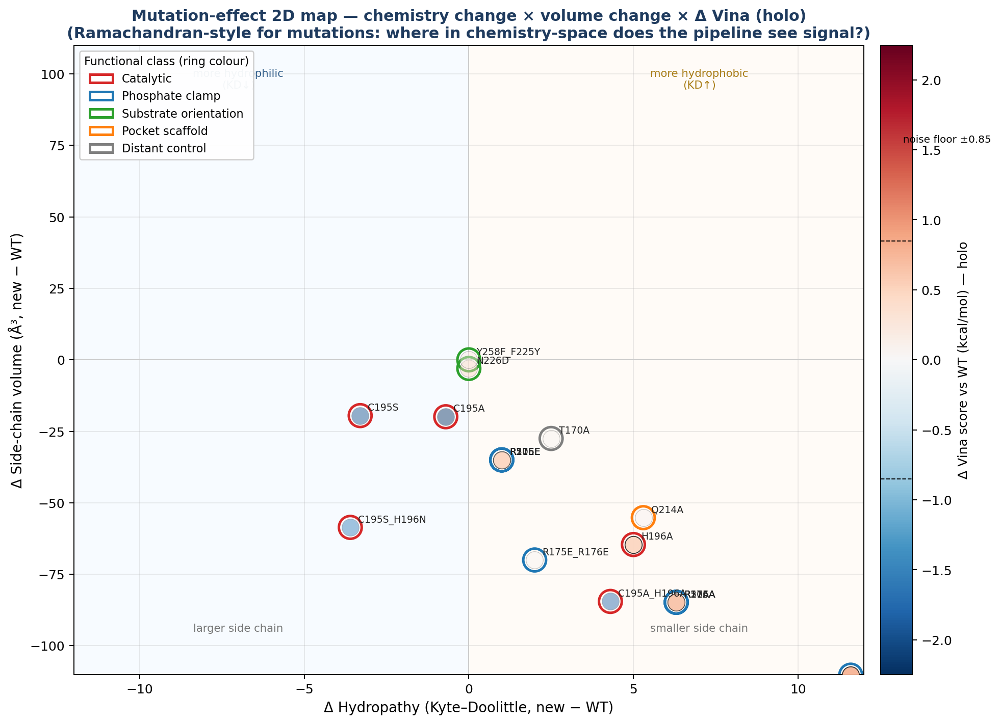 Mutation-effect 2D map — chemistry change × volume change × Δ Vina (holo)
(Ramachandran-style for mutations: where in chemistry-space does the pipeline see signal?)
Functional class (ring colour)
Catalytic
Phosphate clamp
Substrate orientation
Pocket scaffold
Distant control
more hydrophilic
(KD↓)
more hydrophobic
(KD↑)
Y258F_F225Y
N226D
C195S
C195A
T170A
C195S_H196N
Q214A
H196A
R175E_R176E
C195A_H196A
larger side chain
smaller side chain
100
75
50
25
0
−25
−50
−75
−100
Δ Side-chain volume (Å³, new − WT)
−10
−5
0
5
10
Δ Hydropathy (Kyte–Doolittle, new − WT)
noise floor ±0.85
2.0
1.5
1.0
0.5
0.0
−0.5
−1.0
−1.5
−2.0
Δ Vina score vs WT (kcal/mol) — holo